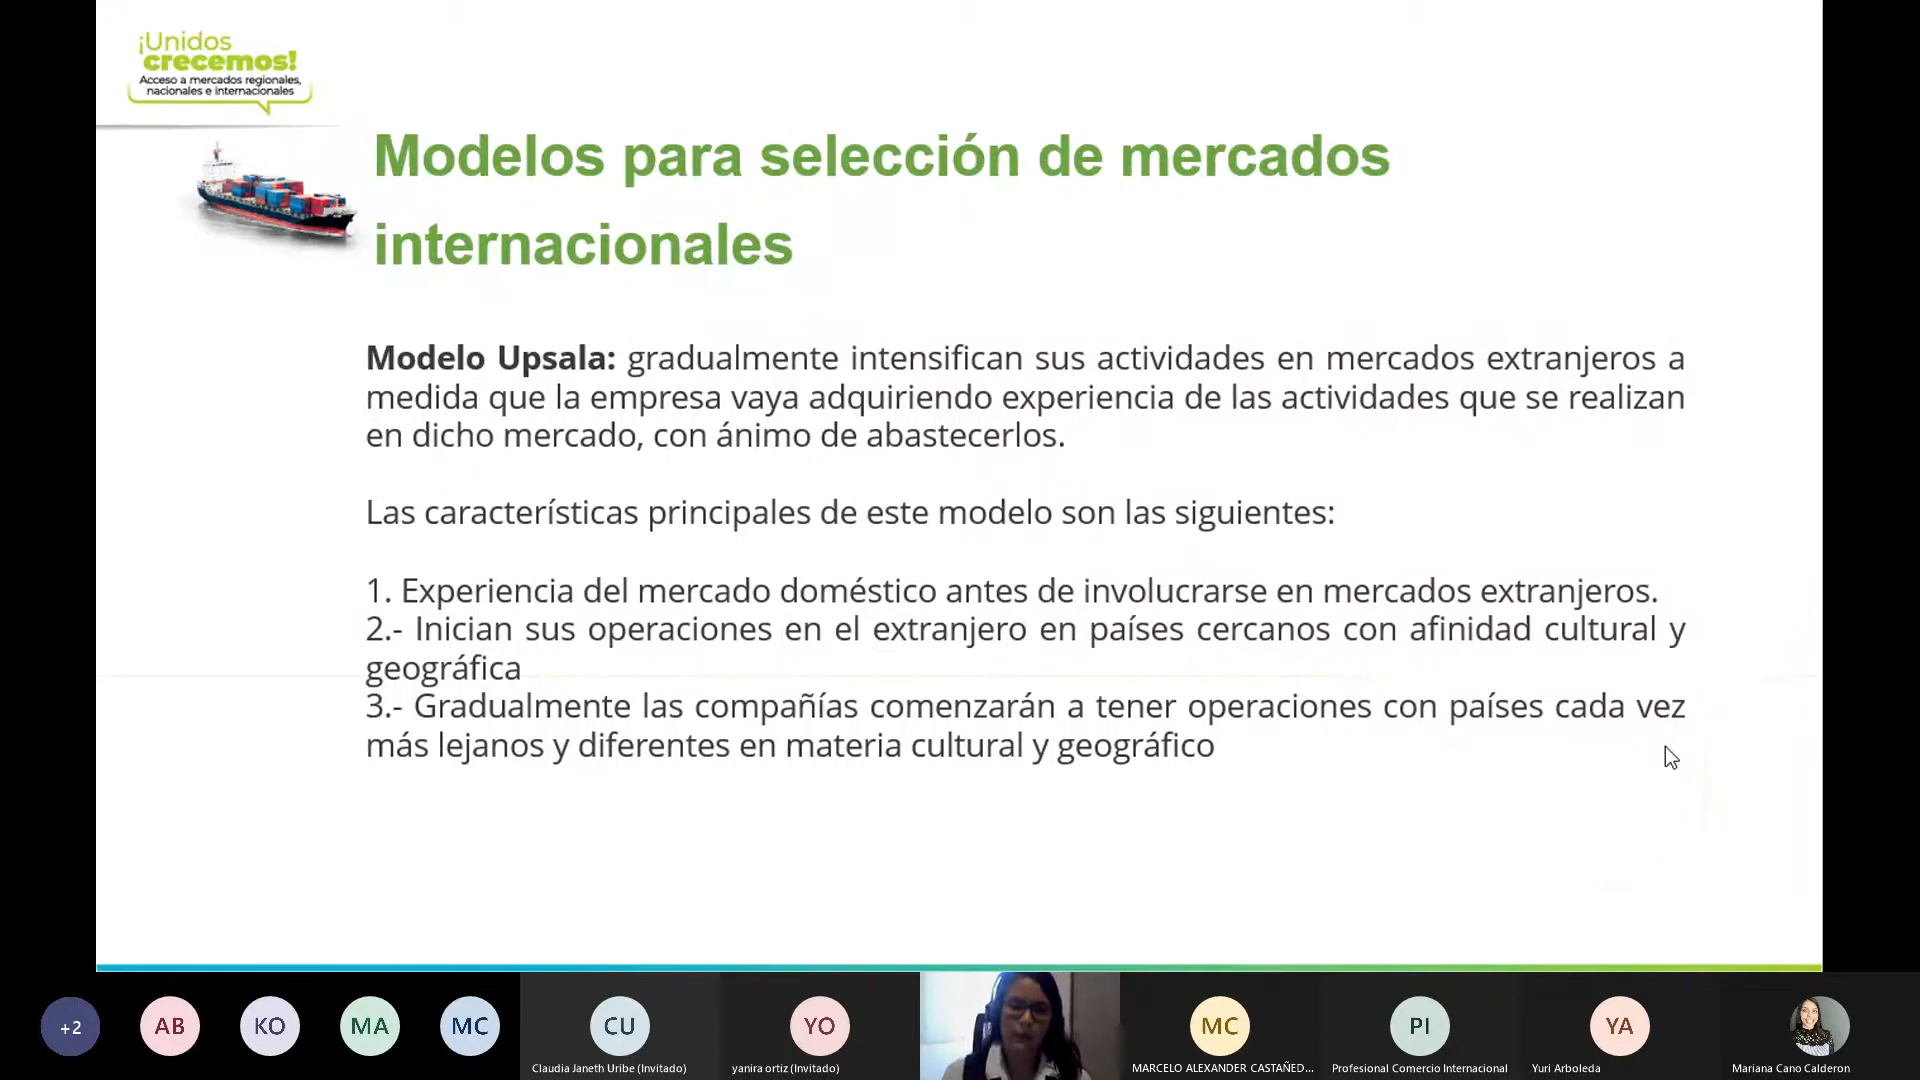 ¡Unidos
crecemos!
Acceso a mercados regionales,
nacionales e internacionales
Modelos para selección de mercados
internacionales
Modelo Upsala: gradualmente intensifican sus actividades en mercados extranjeros a
medida que la empresa vaya adquiriendo experiencia de las actividades que se realizan
en dicho mercado, con ánimo de abastecerlos.
Las características principales de este modelo son las siguientes:
1. Experiencia del mercado doméstico antes de involucrarse en mercados extranjeros.
2.- Inician sus operaciones en el extranjero en países cercanos con afinidad cultural y
geográfica
3.- Gradualmente las compañías comenzarán a tener operaciones con países cada vez
más lejanos y diferentes en materia cultural y geográfico
+2
AB
KO
MA
MC
CU
YO
MC
PI
YA
Claudia Janeth Uribe (Invitado)
yanira ortiz (Invitado)
MARCELO ALEXANDER CASTAÑED...
Profesional Comercio Internacional
Yuri Arboleda
Mariana Cano Calderon